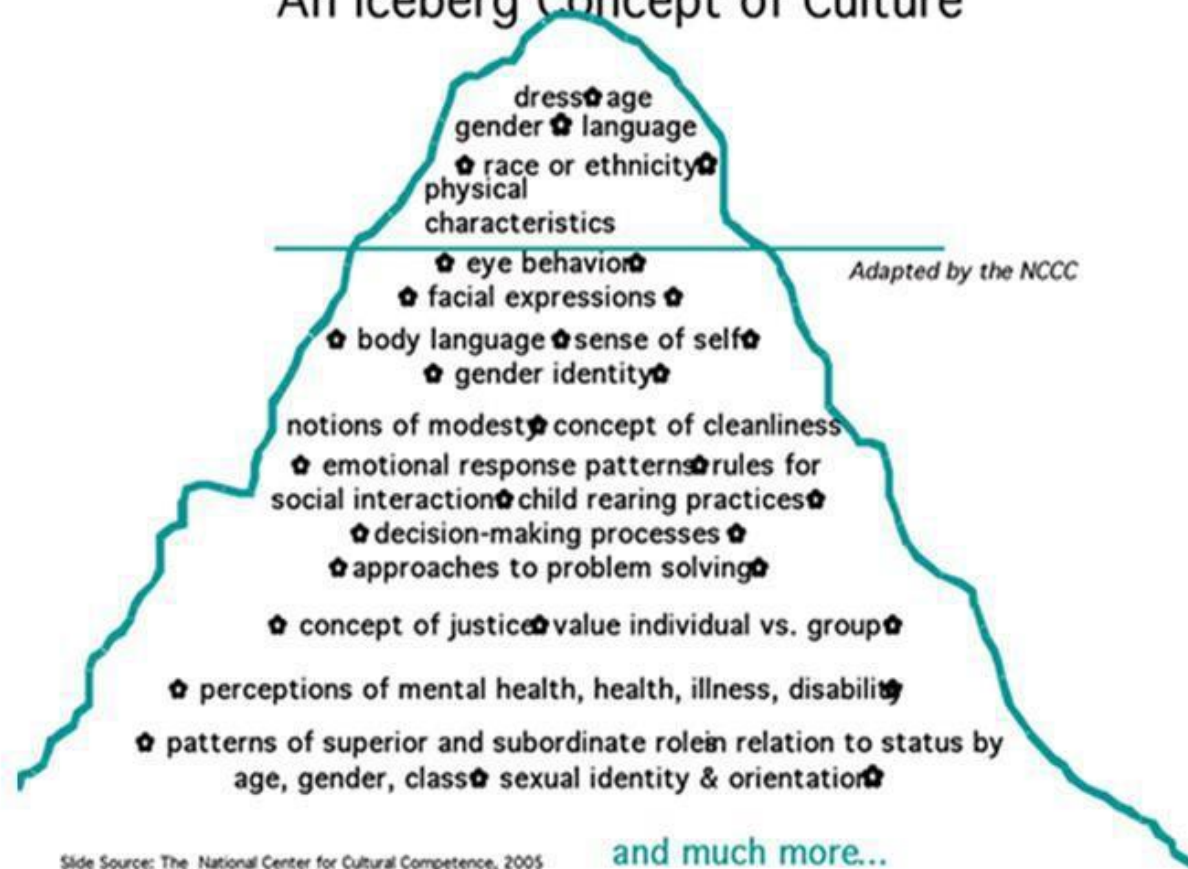 An Iceberg Concept of Culture
dress✿age
gender ✿ language
✿ race or ethnicity✿
physical
characteristics
✿ eye behavior✿
Adapted by the NCCC
✿ facial expressions ✿
✿ body language ✿sense of self✿
✿ gender identity✿
notions of modesty✿ concept of cleanliness
✿ emotional response patterns✿rules for
social interaction✿child rearing practices✿
✿decision-making processes ✿
✿approaches to problem solving✿
✿ concept of justice✿value individual vs. group✿
✿ perceptions of mental health, health, illness, disability✿
✿ patterns of superior and subordinate roles in relation to status by
age, gender, class✿ sexual identity & orientation✿
and much more...
Slide Source: The National Center for Cultural Competence, 2005